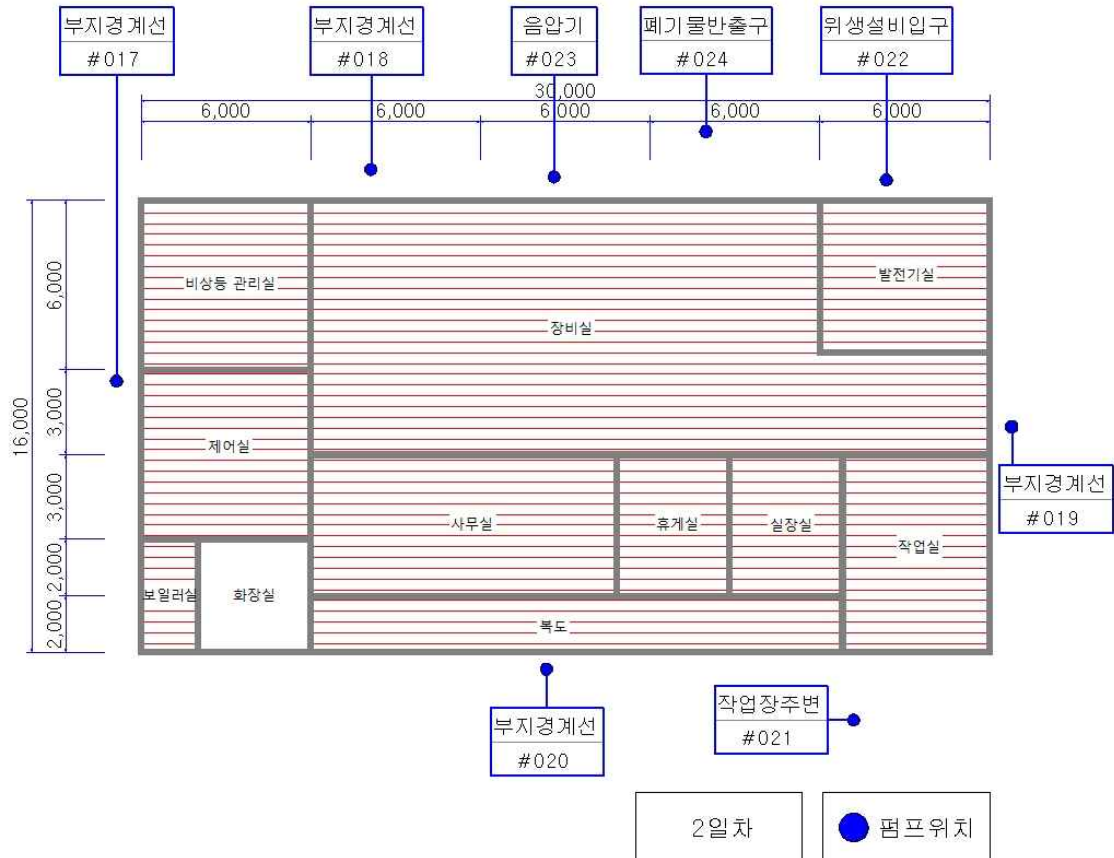 부지경계선
#017
부지경계선
#018
음압기
#023
폐기물반출구
#024
위생설비입구
#022
30,000
6,000
6,000
6,000
6,000
6,000
16,000
6,000
3,000
3,000
2,000
2,000
비상등 관리실
장비실
발전기실
제어실
사무실
휴게실
실장실
작업실
보일러실
화장실
복도
부지경계선
#019
부지경계선
#020
작업장주변
#021
2일차
펌프위치